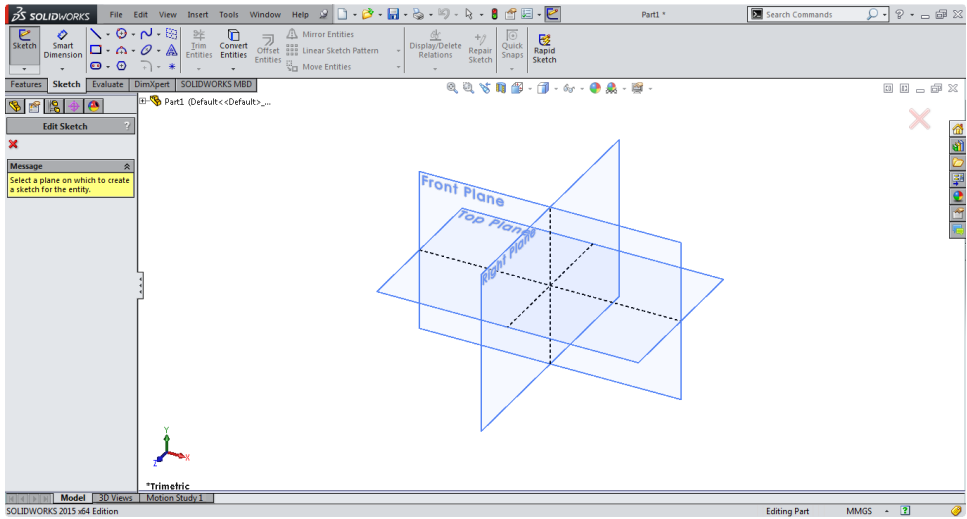 SOLIDWORKS File Edit View Insert Tools Window Help Part1 * Search Commands
Sketch Smart Dimension Trim Entities Convert Entities Offset Entities Mirror Entities Linear Sketch Pattern Move Entities Display/Delete Relations Repair Sketch Quick Snaps Rapid Sketch
Features Sketch Evaluate DimXpert SOLIDWORKS MBD
Part1 (Default<<Default>_...
Edit Sketch ?
Message
Select a plane on which to create
a sketch for the entity.
Front Plane
Top Plane
Right Plane
Y
X
Z
*Trimetric
Model 3D Views Motion Study 1
SOLIDWORKS 2015 x64 Edition Editing Part MMGS